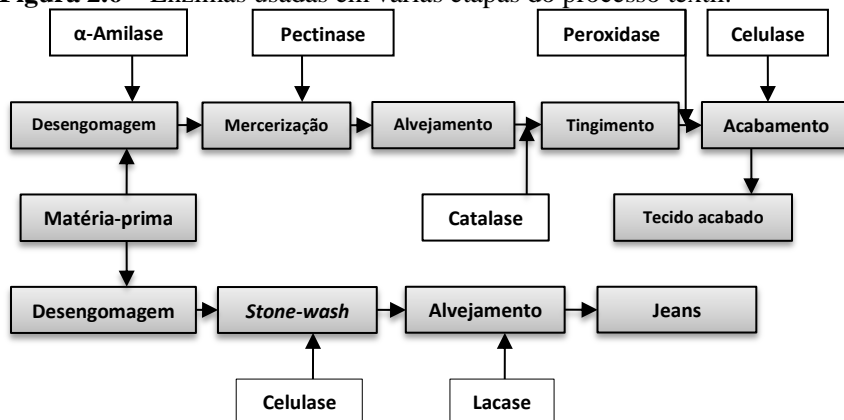 Figura 2.6 – Enzimas usadas em várias etapas do processo têxtil.
α-Amilase
Pectinase
Peroxidase
Celulase
Desengomagem
Mercerização
Alvejamento
Tingimento
Acabamento
Matéria-prima
Catalase
Tecido acabado
Desengomagem
Stone-wash
Alvejamento
Jeans
Celulase
Lacase